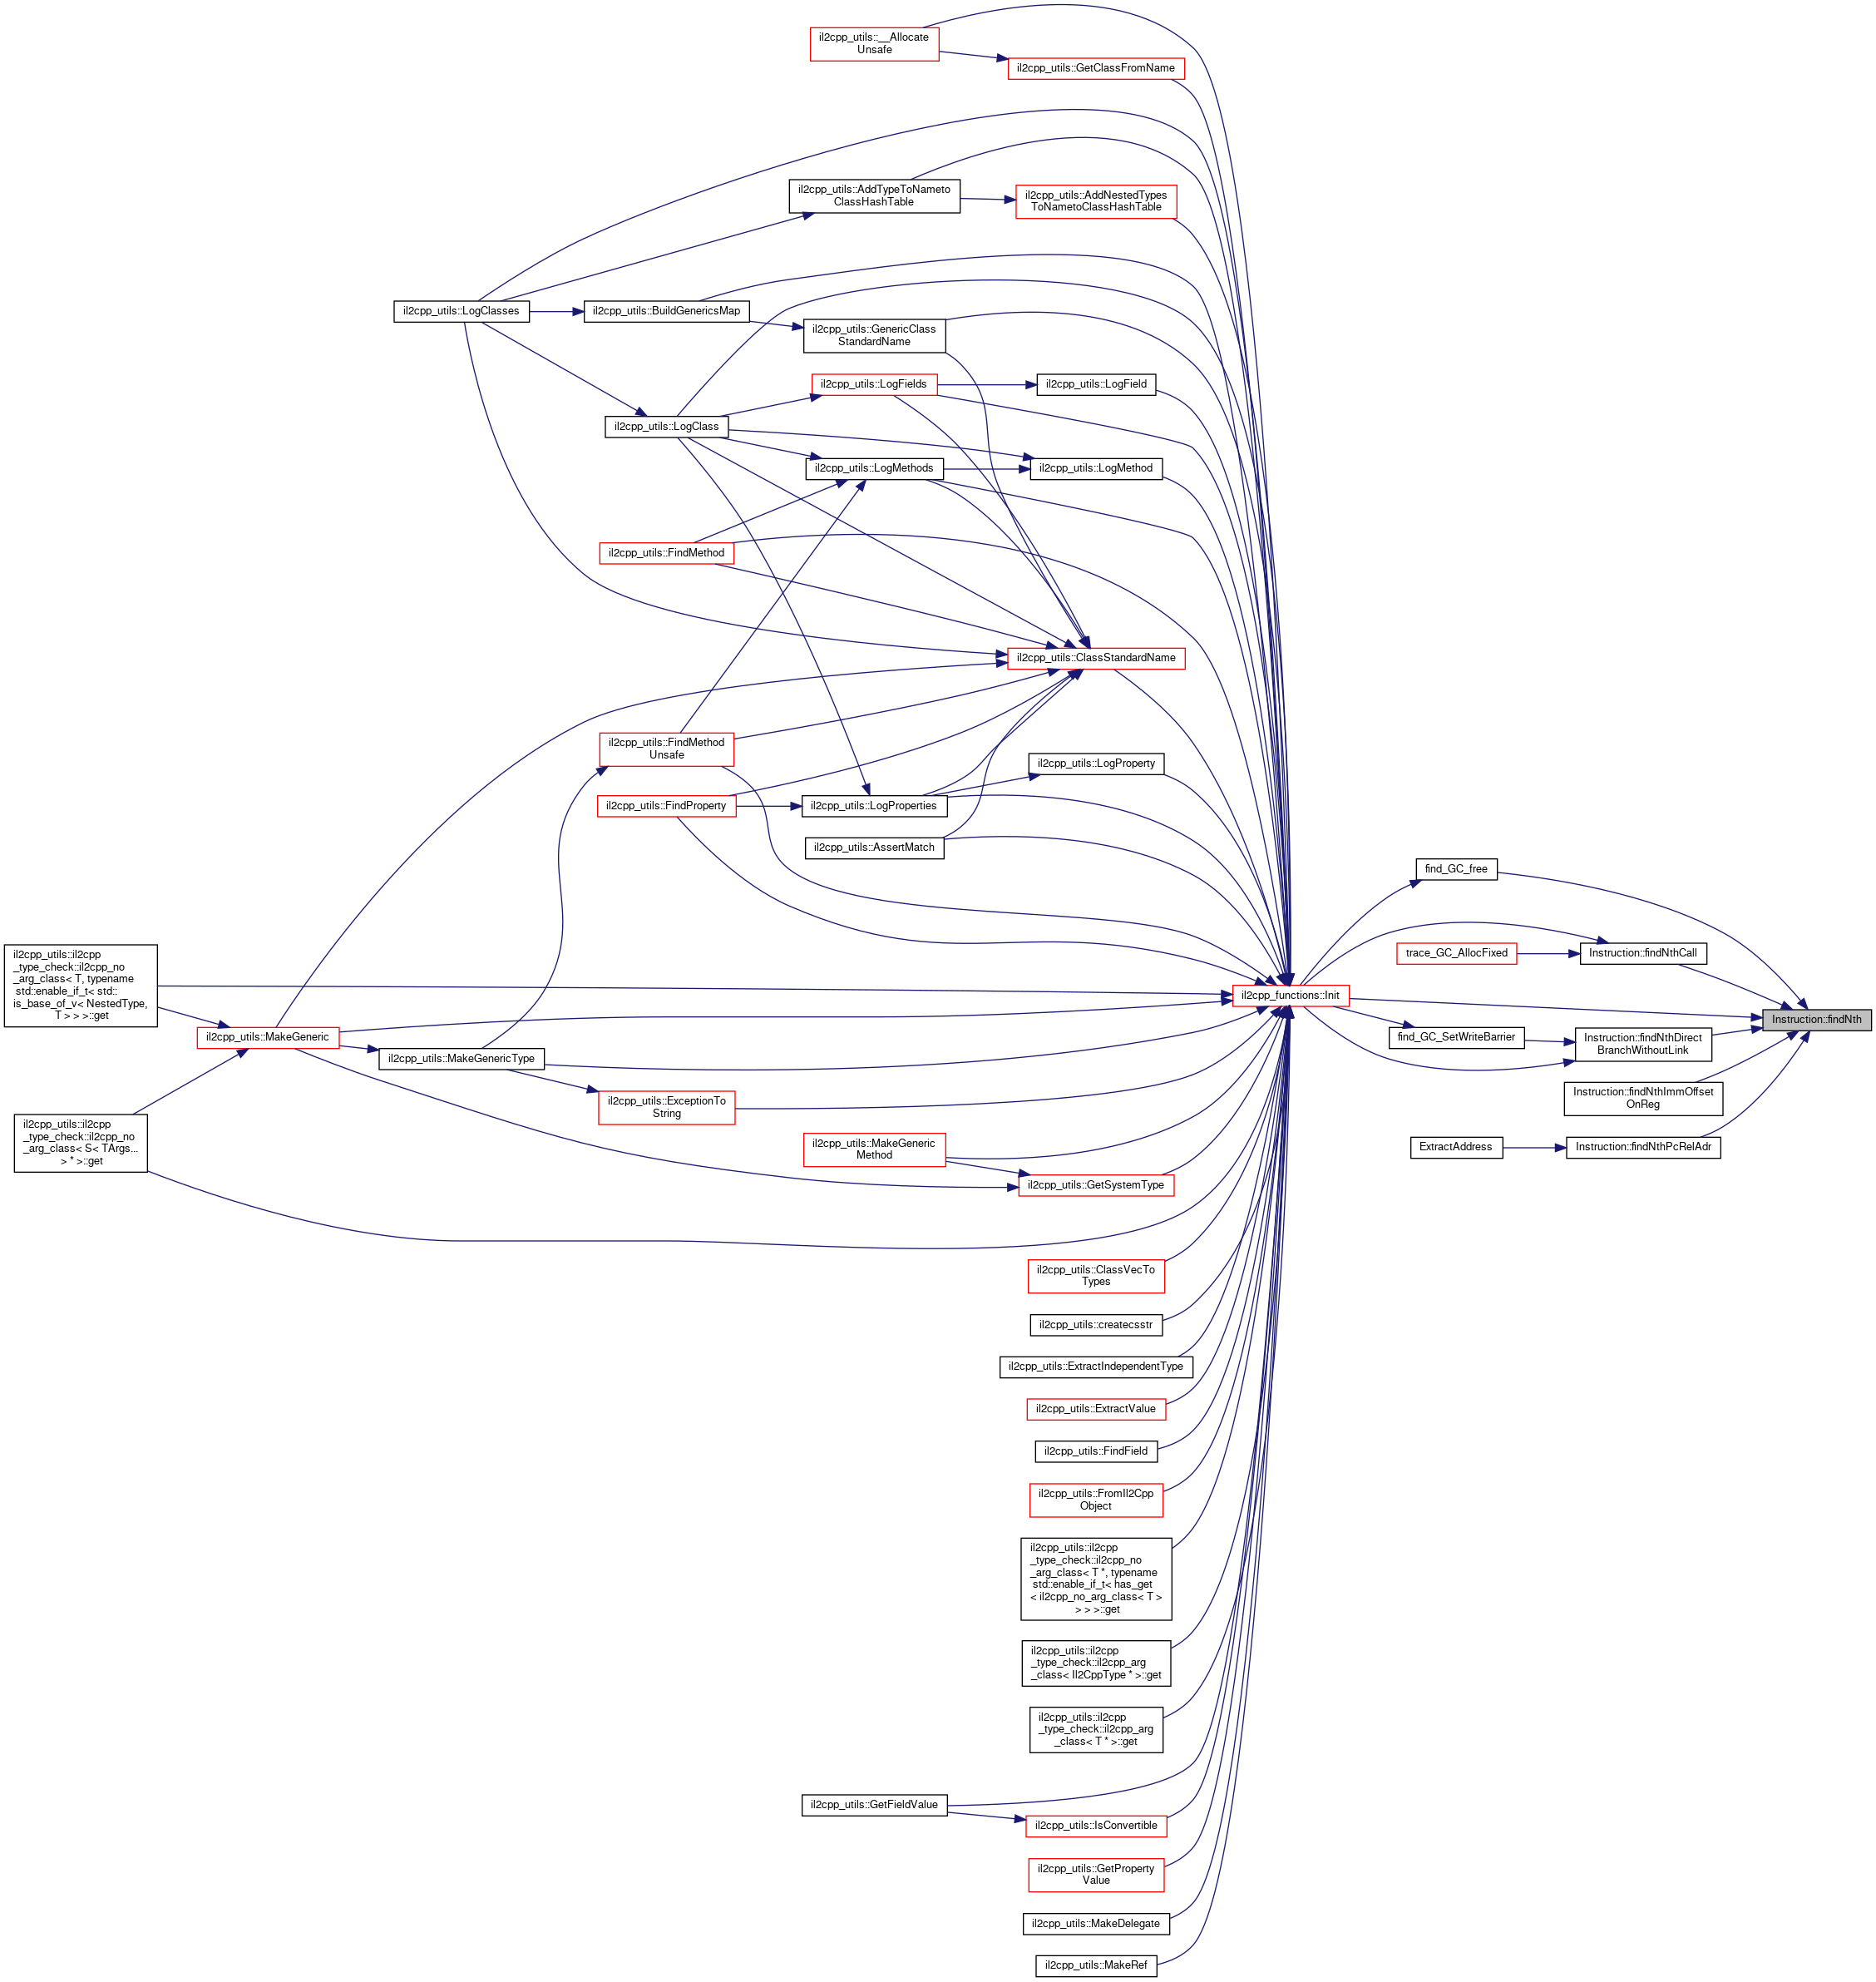 il2cpp_utils::__Allocate
Unsafe
il2cpp_utils::GetClassFromName
il2cpp_utils::AddTypeToNameto
ClassHashTable
il2cpp_utils::AddNestedTypes
ToNametoClassHashTable
il2cpp_utils::LogClasses
il2cpp_utils::BuildGenericsMap
il2cpp_utils::GenericClass
StandardName
il2cpp_utils::LogFields
il2cpp_utils::LogField
il2cpp_utils::LogClass
il2cpp_utils::LogMethods
il2cpp_utils::LogMethod
il2cpp_utils::FindMethod
il2cpp_utils::ClassStandardName
il2cpp_utils::FindMethod
Unsafe
il2cpp_utils::LogProperty
il2cpp_utils::FindProperty
il2cpp_utils::LogProperties
il2cpp_utils::AssertMatch
find_GC_free
il2cpp_utils::il2cpp
_type_check::il2cpp_no
_arg_class< T, typename
std::enable_if_t< std::
is_base_of_v< NestedType,
T > > >::get
trace_GC_AllocFixed
Instruction::findNthCall
il2cpp_functions::Init
Instruction::findNth
il2cpp_utils::MakeGeneric
find_GC_SetWriteBarrier
Instruction::findNthDirect
BranchWithoutLink
il2cpp_utils::MakeGenericType
Instruction::findNthImmOffset
OnReg
il2cpp_utils::ExceptionTo
String
il2cpp_utils::il2cpp
_type_check::il2cpp_no
_arg_class< S< TArgs...
> * >::get
il2cpp_utils::MakeGeneric
Method
ExtractAddress
Instruction::findNthPcRelAdr
il2cpp_utils::GetSystemType
il2cpp_utils::ClassVecTo
Types
il2cpp_utils::createcsstr
il2cpp_utils::ExtractIndependentType
il2cpp_utils::ExtractValue
il2cpp_utils::FindField
il2cpp_utils::FromIl2Cpp
Object
il2cpp_utils::il2cpp
_type_check::il2cpp_no
_arg_class< T *, typename
std::enable_if_t< has_get
< il2cpp_no_arg_class< T >
> > >::get
il2cpp_utils::il2cpp
_type_check::il2cpp_arg
_class< Il2CppType * >::get
il2cpp_utils::il2cpp
_type_check::il2cpp_arg
_class< T * >::get
il2cpp_utils::GetFieldValue
il2cpp_utils::IsConvertible
il2cpp_utils::GetProperty
Value
il2cpp_utils::MakeDelegate
il2cpp_utils::MakeRef